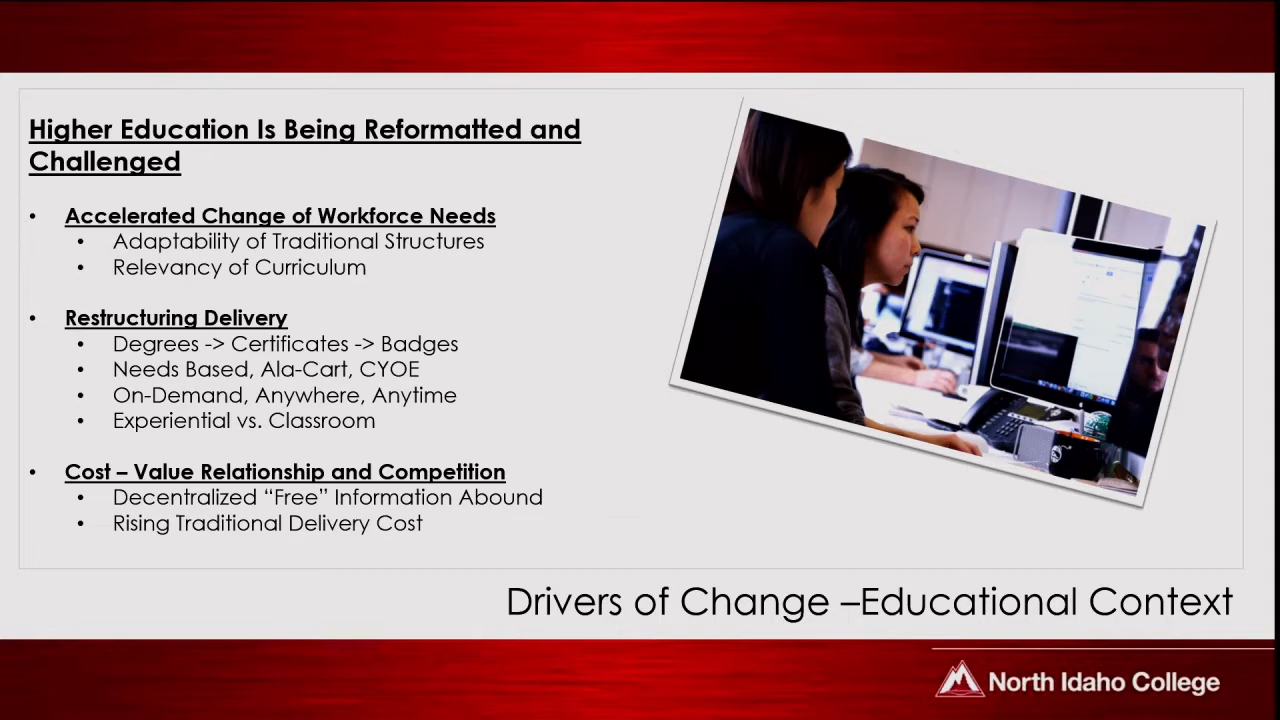 Higher Education Is Being Reformatted and
Challenged
• Accelerated Change of Workforce Needs
• Adaptability of Traditional Structures
• Relevancy of Curriculum
• Restructuring Delivery
• Degrees -> Certificates -> Badges
• Needs Based, Ala-Cart, CYOE
• On-Demand, Anywhere, Anytime
• Experiential vs. Classroom
• Cost – Value Relationship and Competition
• Decentralized “Free” Information Abound
• Rising Traditional Delivery Cost
Drivers of Change –Educational Context
North Idaho College